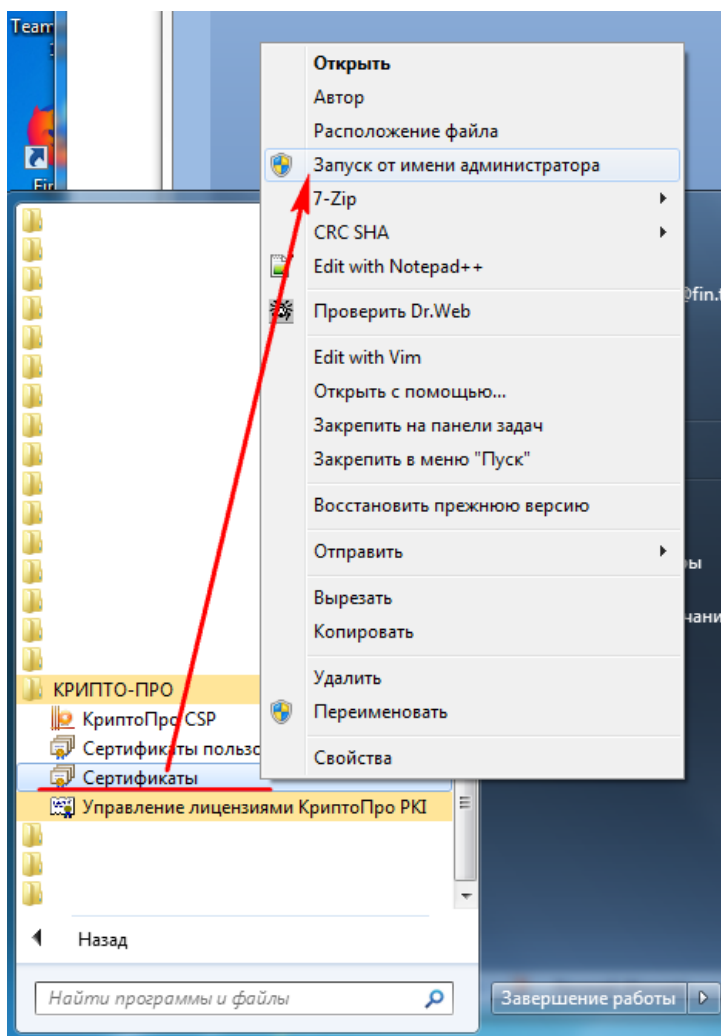 Team
Fir
Открыть
Автор
Расположение файла
Запуск от имени администратора
7-Zip
CRC SHA
Edit with Notepad++
Проверить Dr.Web
Edit with Vim
Открыть с помощью...
Закрепить на панели задач
Закрепить в меню "Пуск"
Восстановить прежнюю версию
Отправить
Вырезать
Копировать
Удалить
Переименовать
Свойства
@fin.
КРИПТО-ПРО
КриптоПро CSP
Сертификаты пользо
Сертификаты
Управление лицензиями КриптоПро PKI
Назад
Найти программы и файлы
Завершение работы